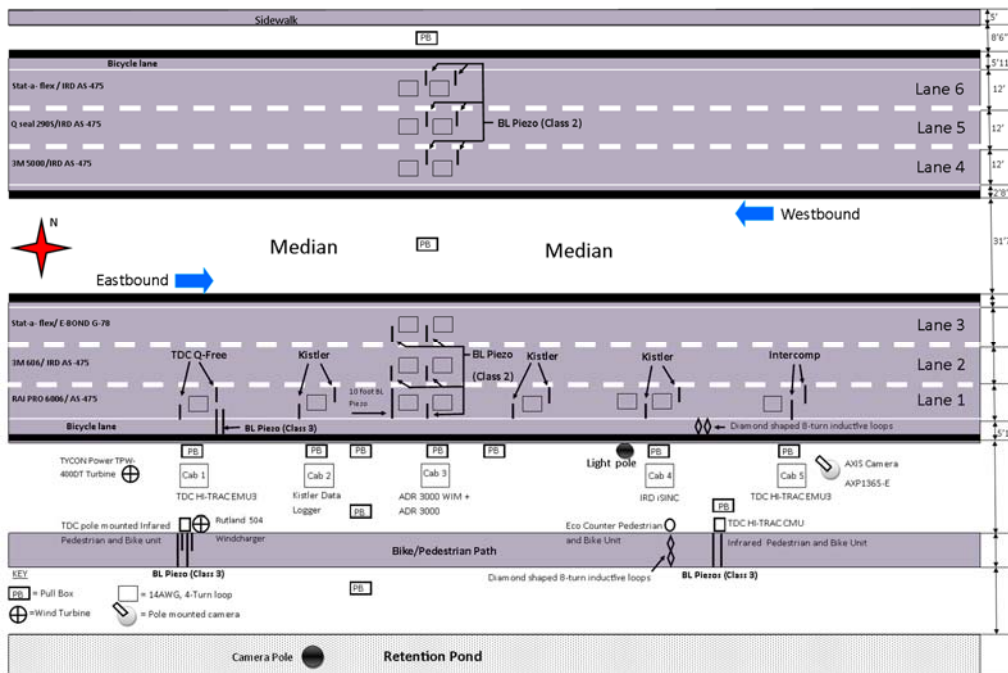 Sidewalk
5'
8'6"
PB
Bicycle lane
5'11
Stat-a- flex / IRD AS-475
Lane 6
12'
Q seal 290S/IRD AS-475
BL Piezo (Class 2)
Lane 5
12'
3M 5000/IRD AS-475
Lane 4
12'
2'8"
N
Westbound
Median
PB
Median
31'7
Eastbound
Stat-a- flex/ E-BOND G-78
Lane 3
TDC Q-Free
Kistler
BL Piezo
(Class 2)
Kistler
Kistler
Intercomp
3M 606/ IRD AS-475
Lane 2
10 foot BL
Piezo
RAI PRO 6006/ AS-475
Lane 1
Bicycle lane
BL Piezo (Class 3)
Diamond shaped 8-turn inductive loops
5'1
TYCON Power TPW-
400DT Turbine
PB
PB
PB
PB
PB
Light pole
PB
PB
Cab 1
Cab 2
Cab 3
Cab 4
Cab 5
AXIS Camera
AXP1365-E
TDC HI-TRAC EMU3
Kistler Data
Logger
ADR 3000 WIM +
ADR 3000
IRD iSINC
TDC HI-TRAC EMU3
PB
PB
TDC pole mounted Infrared
Pedestrian and Bike unit
Rutland 504
Windcharger
Eco Counter Pedestrian
and Bike Unit
TDC HI-TRAC CMU
Infrared Pedestrian and Bike Unit
Bike/Pedestrian Path
BL Piezo (Class 3)
Diamond shaped 8-turn inductive loops
BL Piezos (Class 3)
KEY
PB = Pull Box
= 14AWG, 4-Turn loop
PB
=Wind Turbine
= Pole mounted camera
Camera Pole
Retention Pond